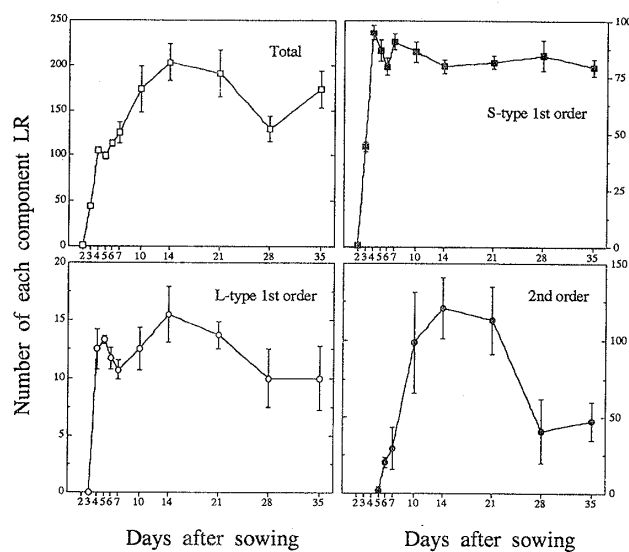 Number of each component LR
250
200
150
100
50
0
Total
2 3 4 5 6 7 10 14 21 28 35
100
75
50
25
0
S-type 1st order
2 3 4 5 6 7 10 14 21 28 35
20
15
10
5
0
L-type 1st order
2 3 4 5 6 7 10 14 21 28 35
Days after sowing
150
100
50
0
2nd order
2 3 4 5 6 7 10 14 21 28 35
Days after sowing